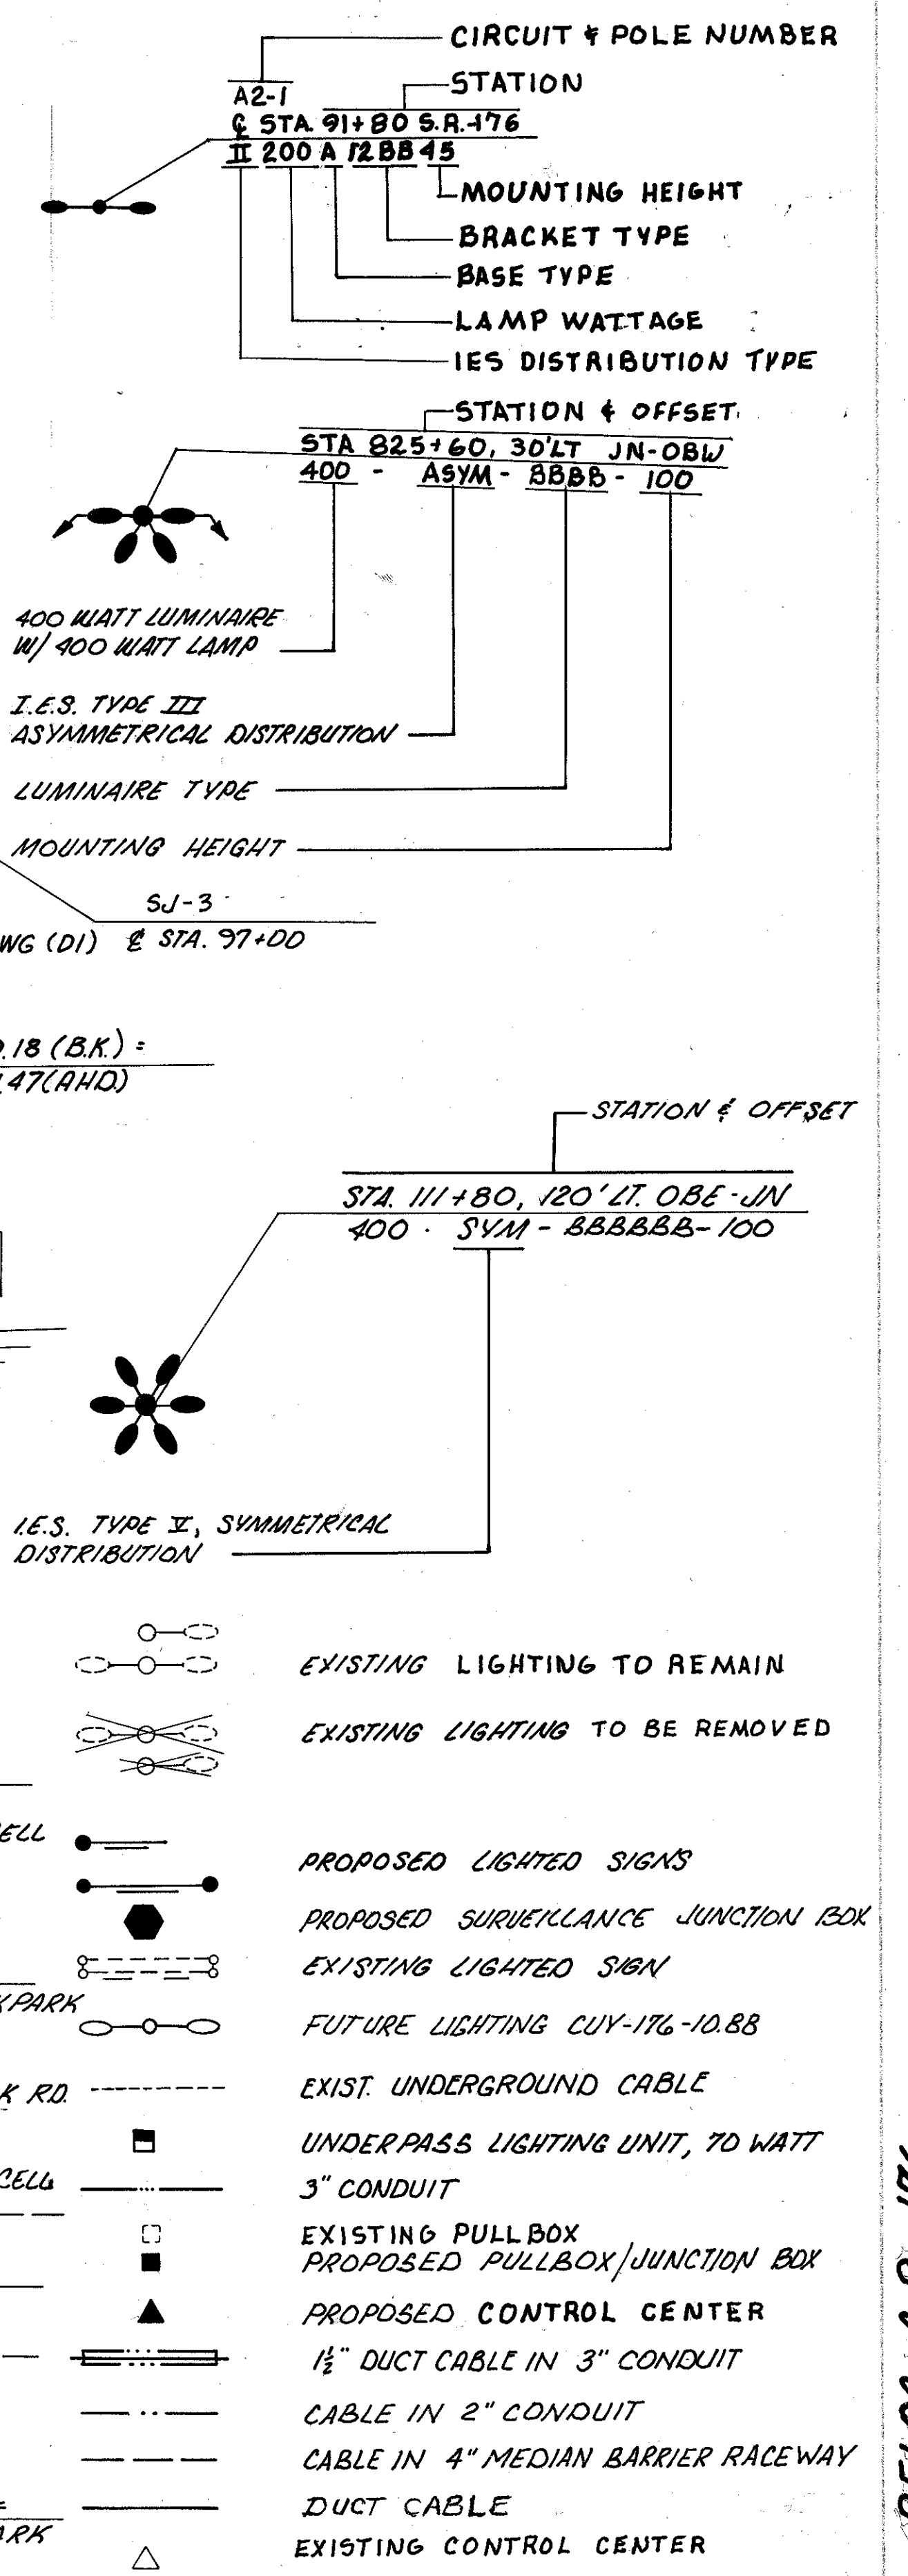 CIRCUIT & POLE NUMBER
STATION
A2-1
℄ STA. 91+80 S.R.-176
II 200 A 12BB 45
MOUNTING HEIGHT
BRACKET TYPE
BASE TYPE
LAMP WATTAGE
IES DISTRIBUTION TYPE
STATION & OFFSET
STA 825+60, 30'LT JN-OBW
400 - ASYM - BBBB - 100
400 WATT LUMINAIRE
W/ 400 WATT LAMP
I.E.S. TYPE III
ASYMMETRICAL DISTRIBUTION
LUMINAIRE TYPE
MOUNTING HEIGHT
SJ-3
WG (DI) ℄ STA. 97+00
.18 (B.K.) =
.47(AHD.)
STATION & OFFSET
STA. 111+80, 120' LT. OBE-JN
400 · SYM - BBBBBB - 100
I.E.S. TYPE V, SYMMETRICAL
DISTRIBUTION
EXISTING LIGHTING TO REMAIN
EXISTING LIGHTING TO BE REMOVED
ELL
PROPOSED LIGHTED SIGNS
PROPOSED SURVEILLANCE JUNCTION BOX
EXISTING LIGHTED SIGN
KPARK
FUTURE LIGHTING CUY-176-10.88
K RD.
EXIST. UNDERGROUND CABLE
UNDERPASS LIGHTING UNIT, 70 WATT
CELL
3" CONDUIT
EXISTING PULLBOX
PROPOSED PULLBOX/JUNCTION BOX
PROPOSED CONTROL CENTER
1½" DUCT CABLE IN 3" CONDUIT
CABLE IN 2" CONDUIT
CABLE IN 4" MEDIAN BARRIER RACEWAY
DUCT CABLE
ARK
EXISTING CONTROL CENTER